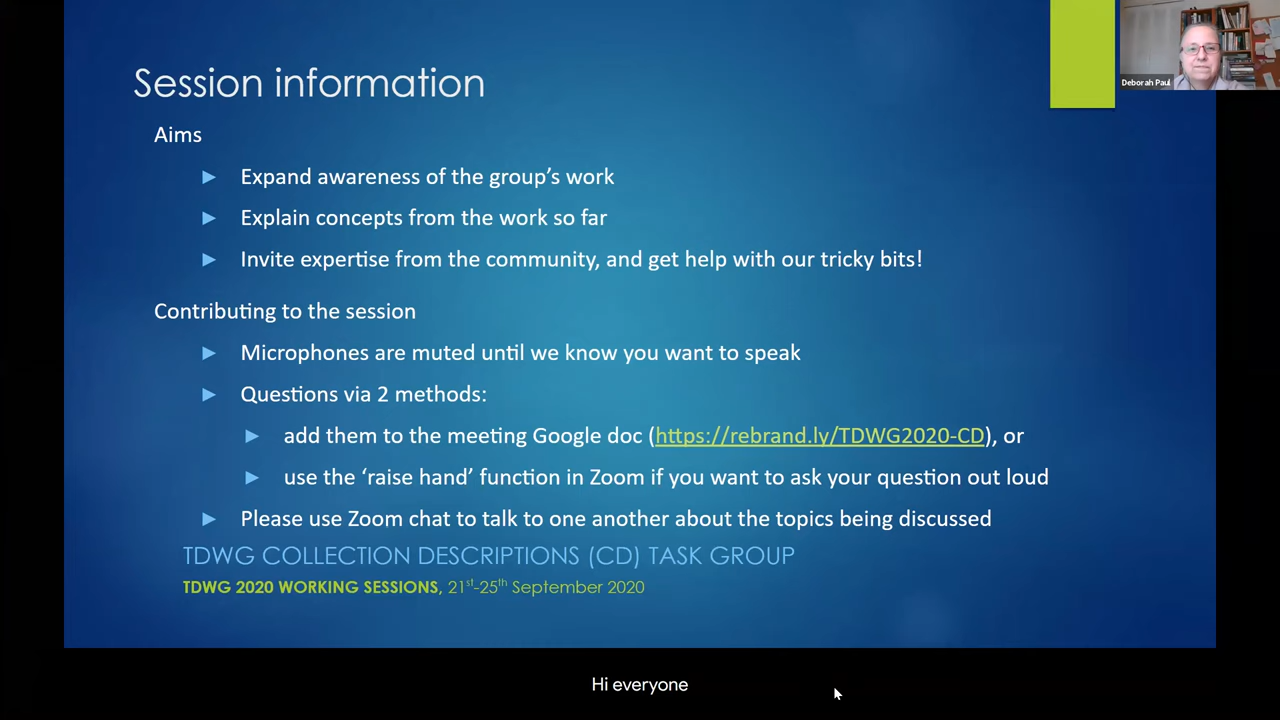 Session information
Deborah Paul
Aims
► Expand awareness of the group’s work
► Explain concepts from the work so far
► Invite expertise from the community, and get help with our tricky bits!
Contributing to the session
► Microphones are muted until we know you want to speak
► Questions via 2 methods:
► add them to the meeting Google doc (https://rebrand.ly/TDWG2020-CD), or
► use the ‘raise hand’ function in Zoom if you want to ask your question out loud
► Please use Zoom chat to talk to one another about the topics being discussed
TDWG COLLECTION DESCRIPTIONS (CD) TASK GROUP
TDWG 2020 WORKING SESSIONS, 21st-25th September 2020
Hi everyone